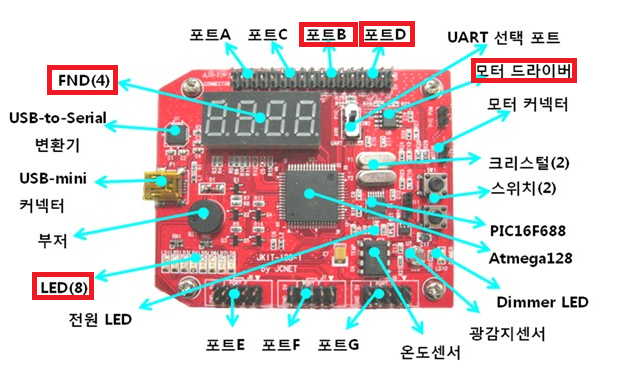 포트A
포트C
포트B
포트D
UART 선택 포트
FND(4)
모터 드라이버
USB-to-Serial
변환기
모터 커넥터
USB-mini
커넥터
크리스털(2)
스위치(2)
부저
PIC16F688
Atmega128
JKIT-128-1
by JCNET
LED(8)
Dimmer LED
전원 LED
광감지센서
포트E
포트F
포트G
온도센서